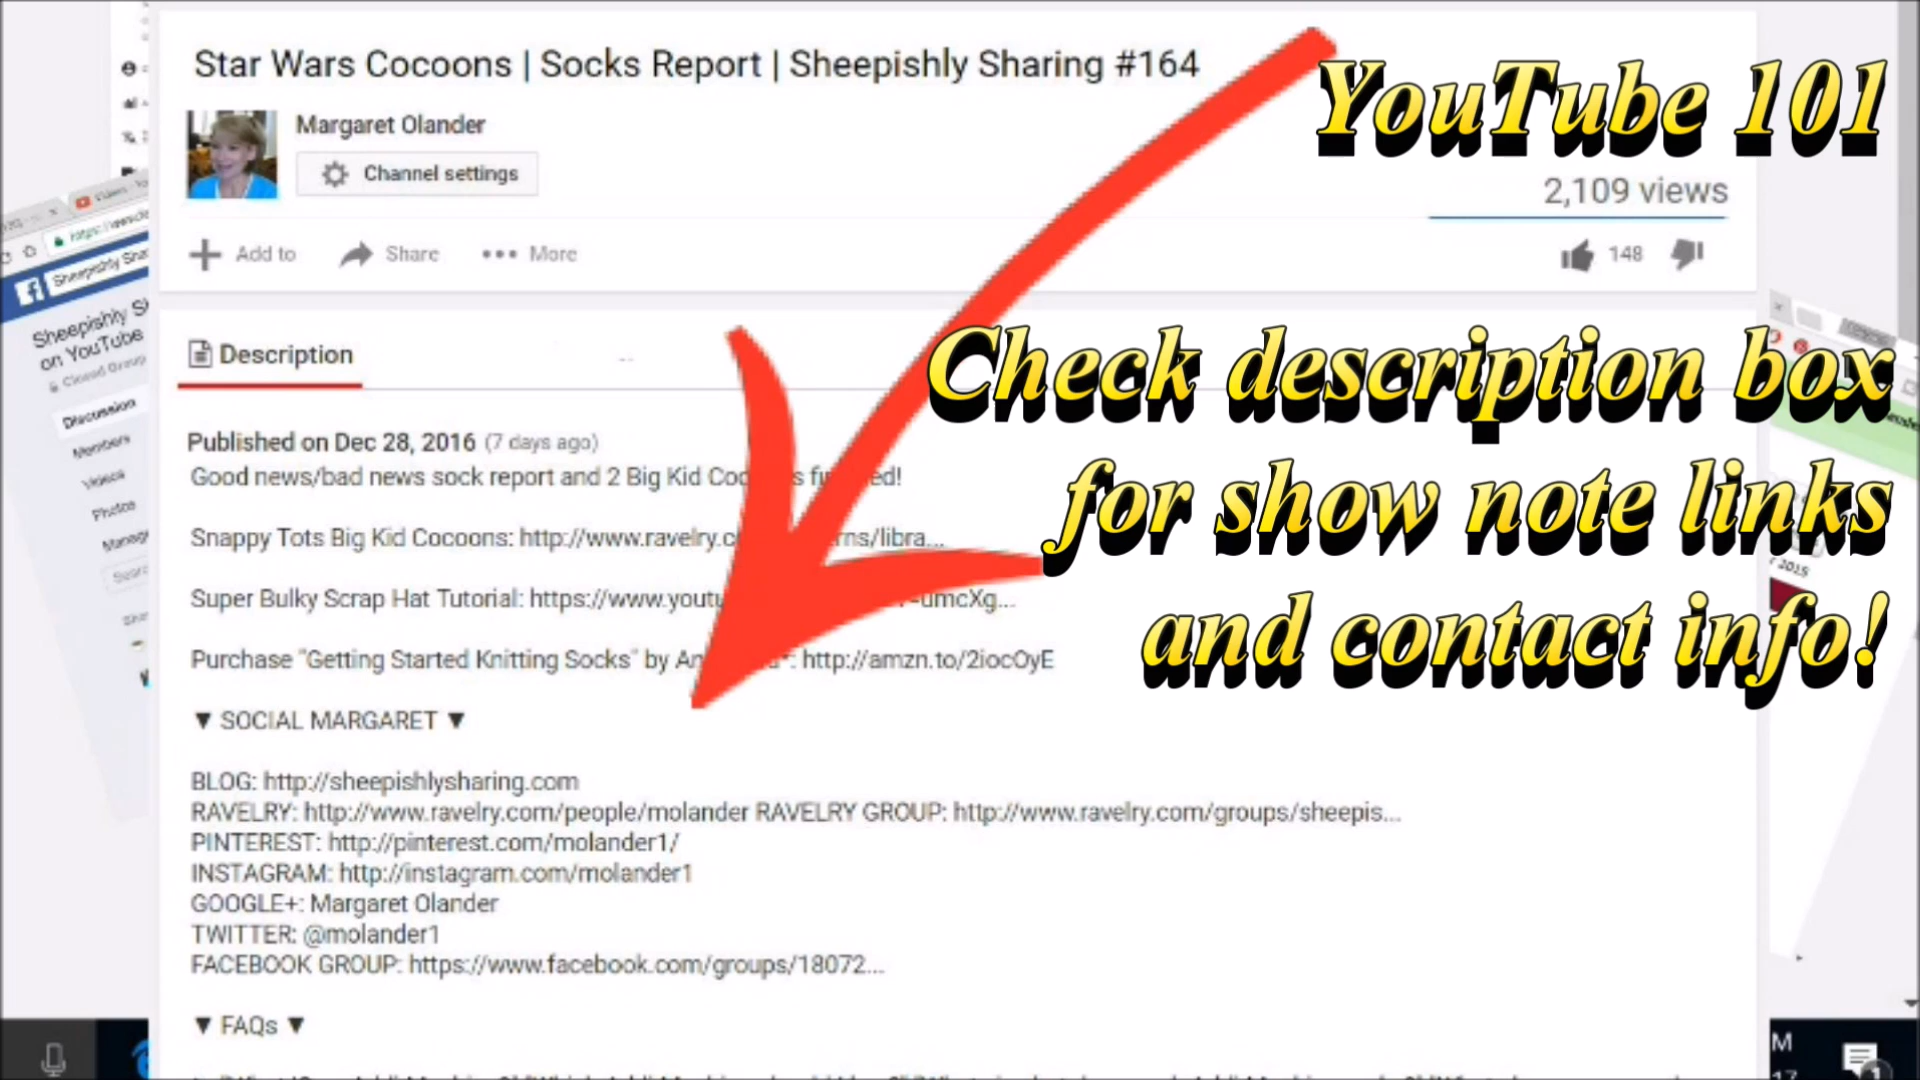 Star Wars Cocoons | Socks Report | Sheepishly Sharing #164
YouTube 101
Margaret Olander
Channel settings
2,109 views
Add to
Share
More
148
Sheepishly
on YouTube
Closed Group
Discussion
Members
Videos
Photos
Description
Check description box
for show note links
and contact info!
Published on Dec 28, 2016 (7 days ago)
Good news/bad news sock report and 2 Big Kid
Snappy Tots Big Kid Cocoons: http://www.ravelry.c rns/libra...
Super Bulky Scrap Hat Tutorial: https://www.yout umcXg...
Purchase "Getting Started Knitting Socks" by An : http://amzn.to/2iocOyE
▼ SOCIAL MARGARET ▼
BLOG: http://sheepishlysharing.com
RAVELRY: http://www.ravelry.com/people/molander RAVELRY GROUP: http://www.ravelry.com/groups/sheepis...
PINTEREST: http://pinterest.com/molander1/
INSTAGRAM: http://instagram.com/molander1
GOOGLE+: Margaret Olander
TWITTER: @molander1
FACEBOOK GROUP: https://www.facebook.com/groups/18072...
▼ FAQs ▼